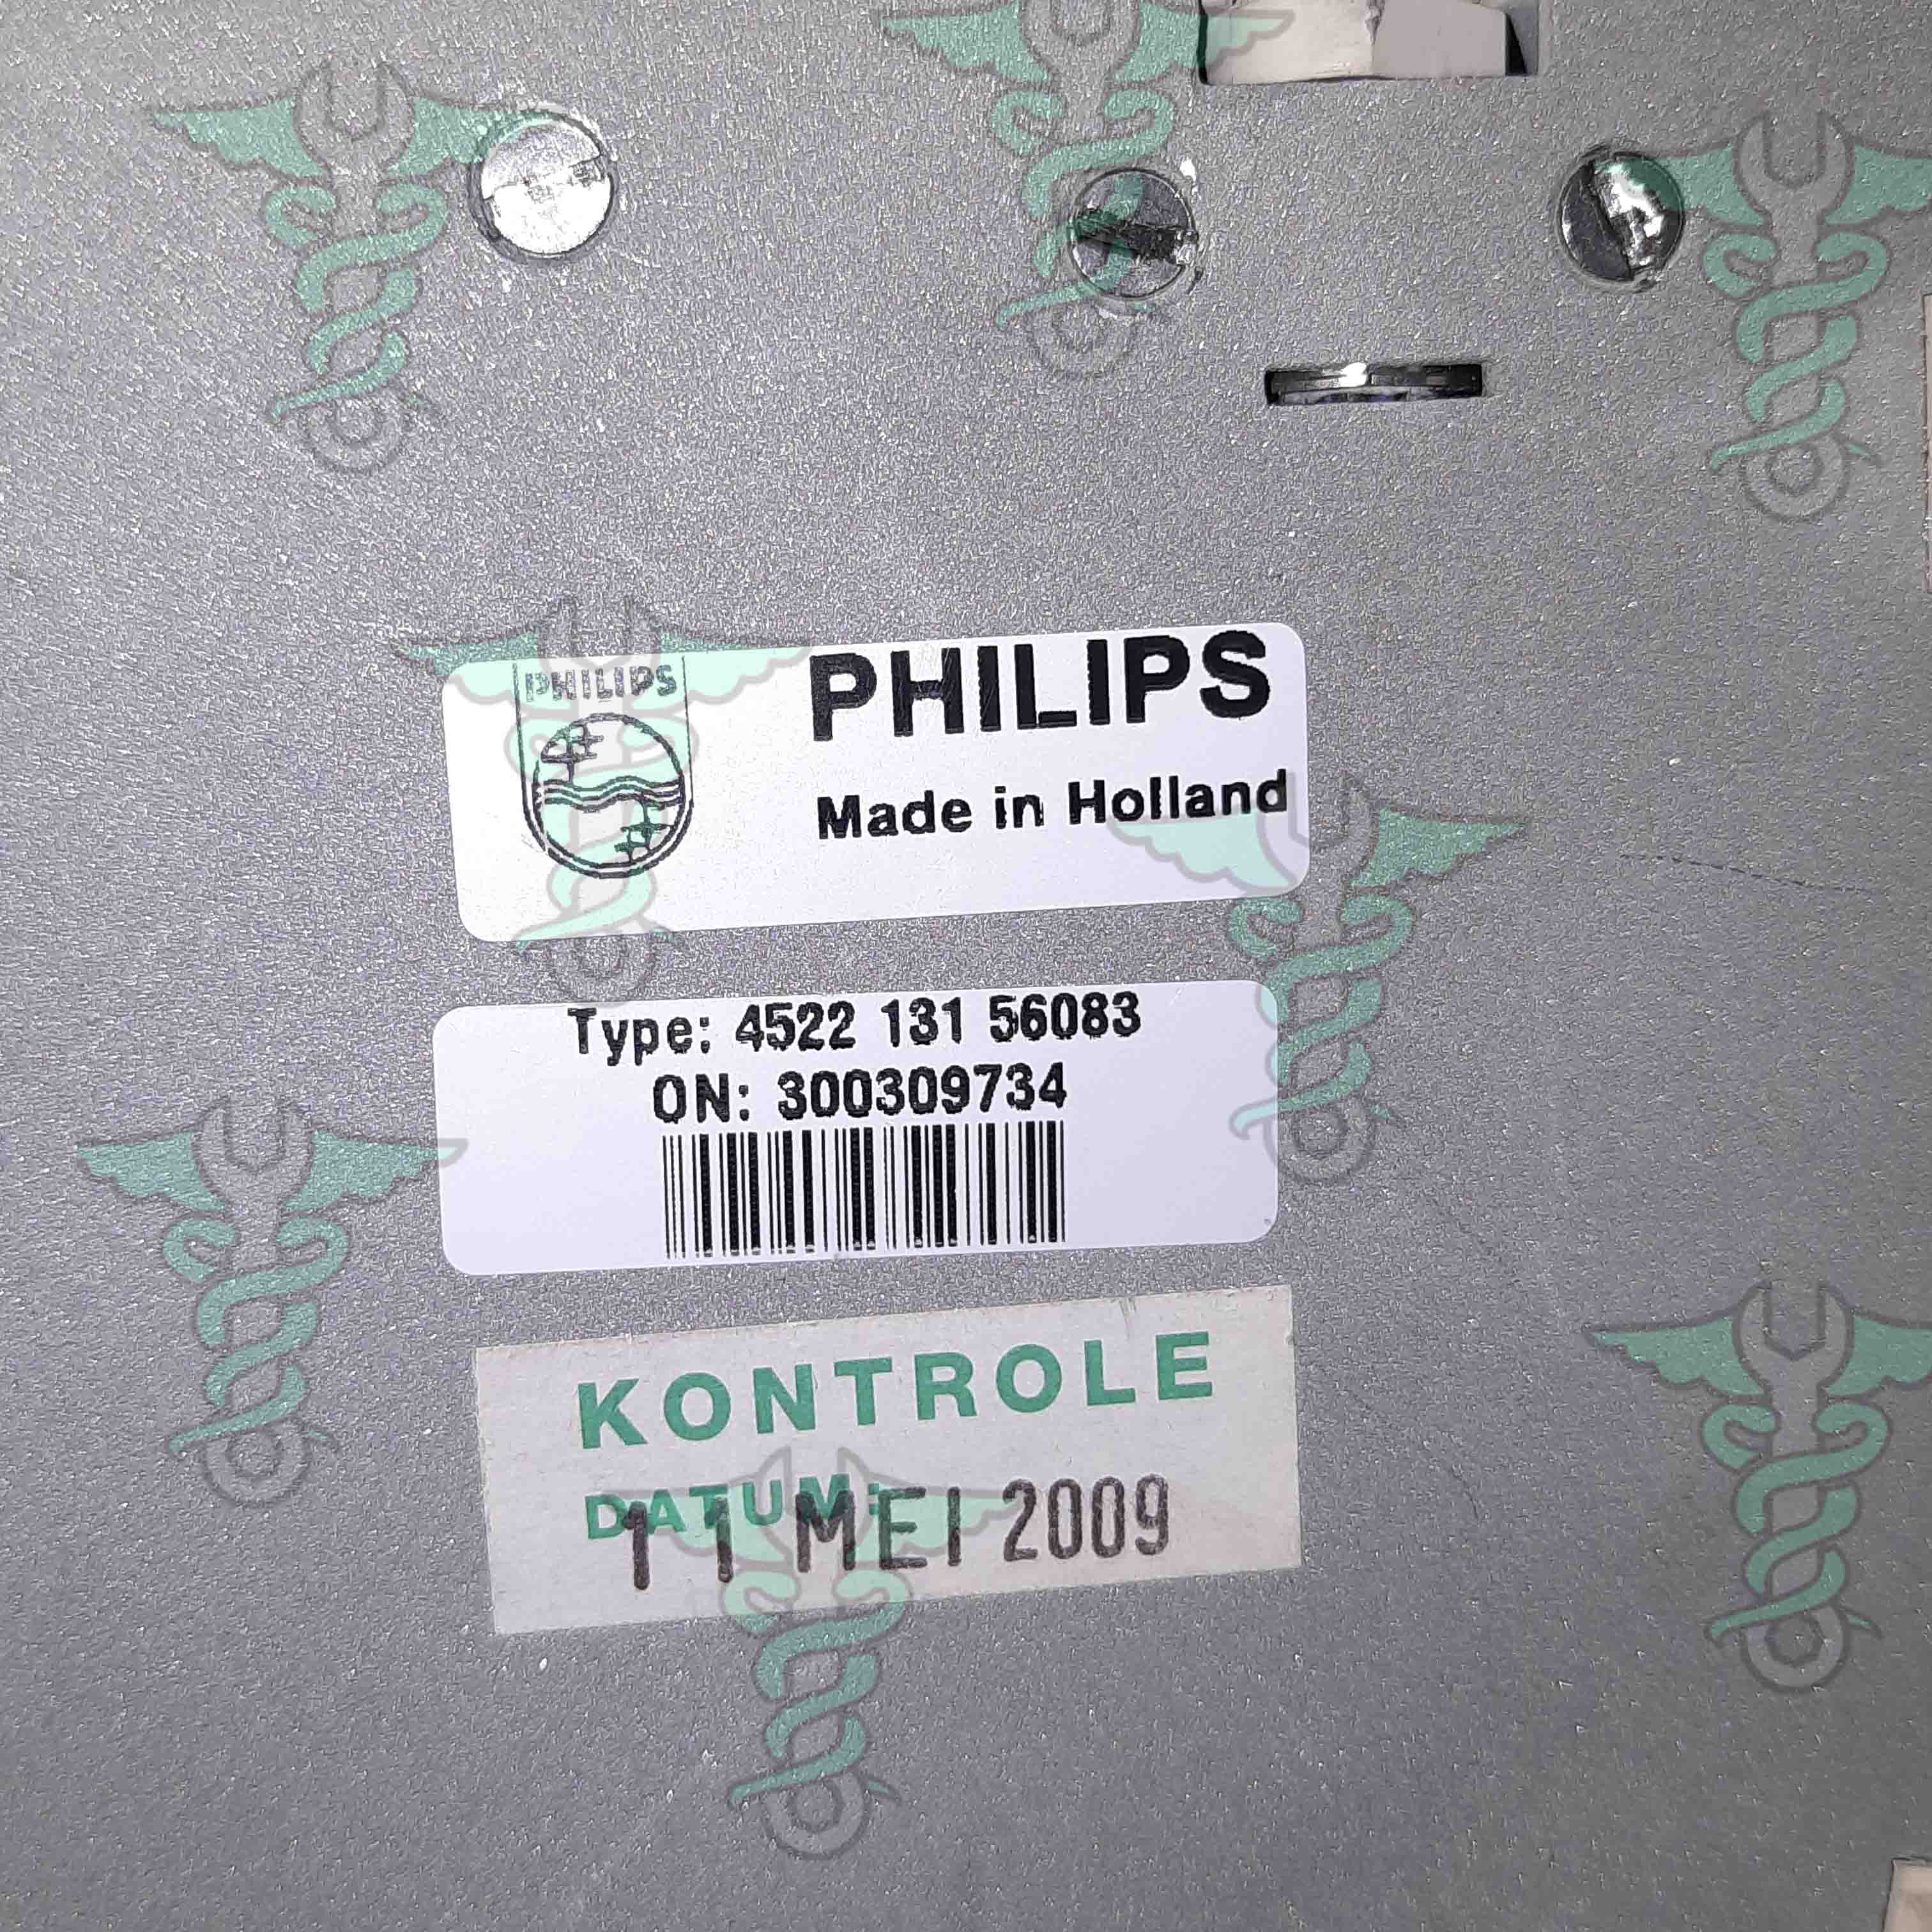 PHILIPS
PHILIPS
Made in Holland
Type: 4522 131 56083
ON: 300309734
KONTROLE
DATUM:
11 MEI 2009